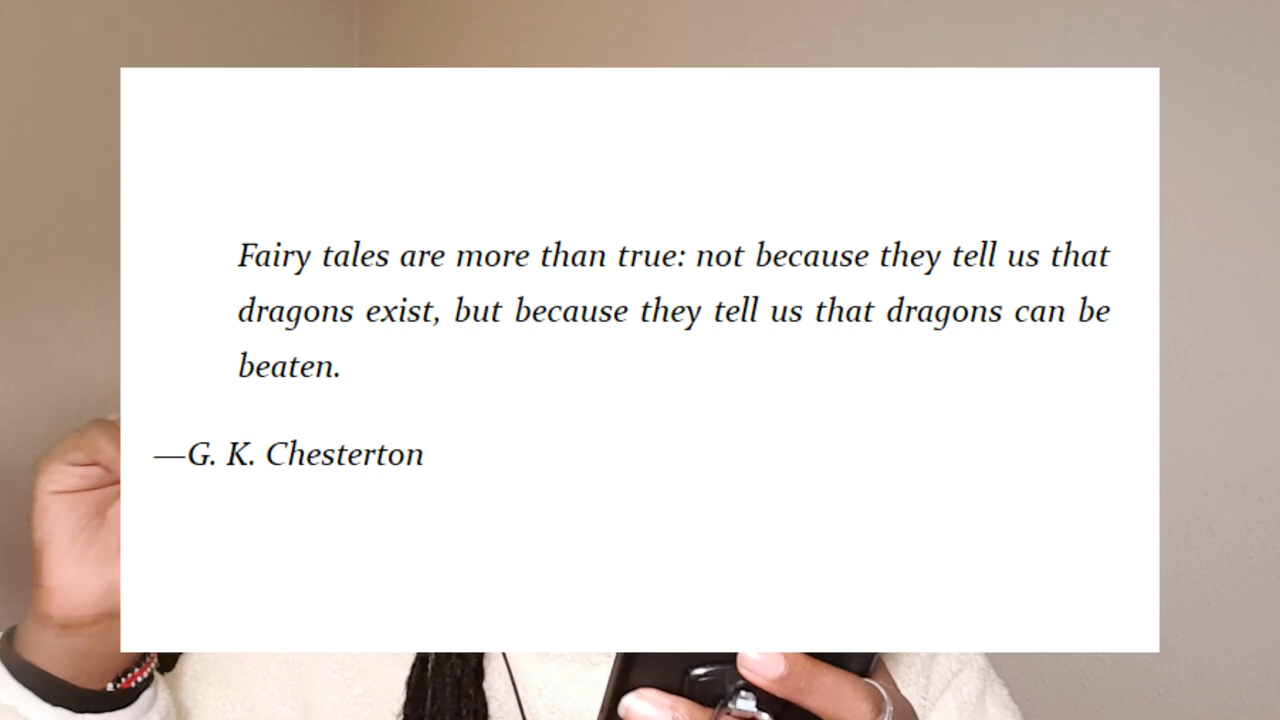 Fairy tales are more than true: not because they tell us that
dragons exist, but because they tell us that dragons can be
beaten.
—G. K. Chesterton